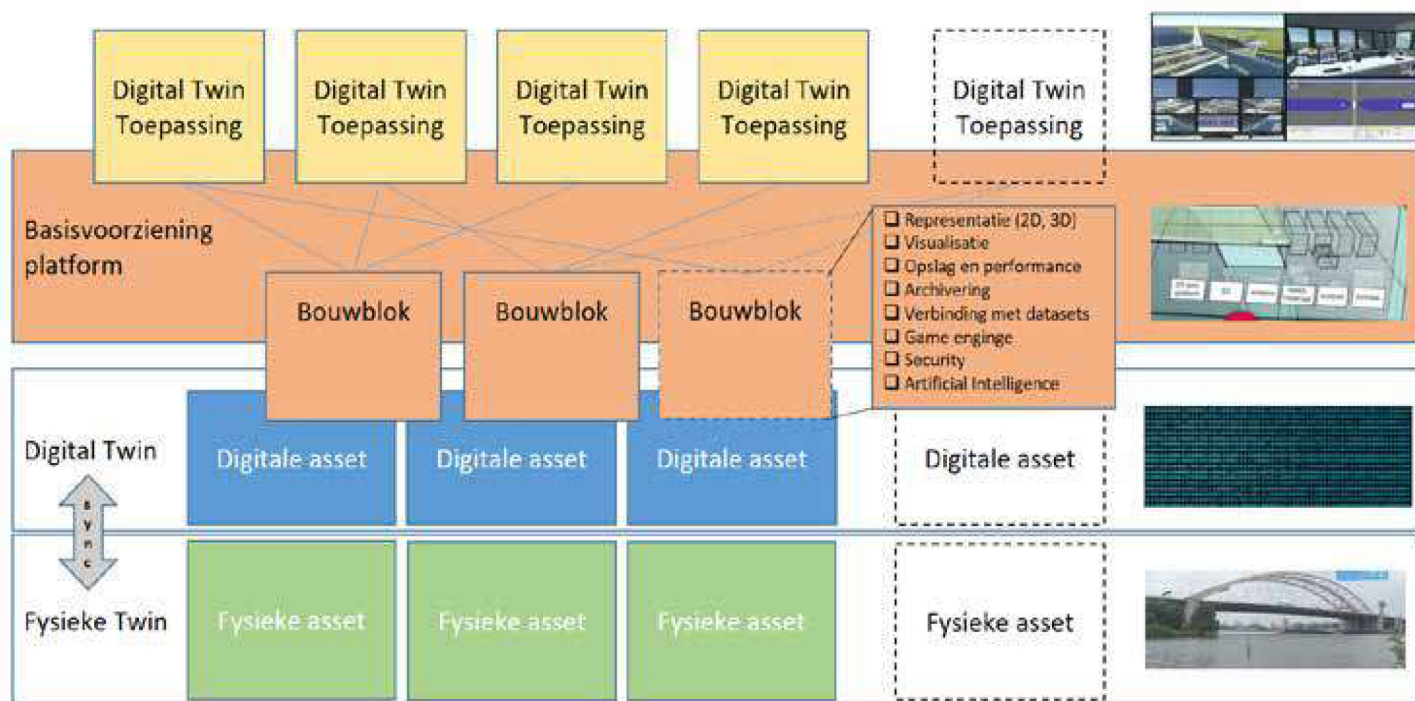 Digital Twin
Toepassing
Digital Twin
Toepassing
Digital Twin
Toepassing
Digital Twin
Toepassing
Digital Twin
Toepassing
Basisvoorziening
platform
Bouwblok
Bouwblok
Bouwblok
❑ Representatie (2D, 3D)
❑ Visualisatie
❑ Opslag en performance
❑ Archivering
❑ Verbinding met datasets
❑ Game enginge
❑ Security
❑ Artificial Intelligence
Digital Twin
Digitale asset
Digitale asset
Digitale asset
Digitale asset
sync
Fysieke Twin
Fysieke asset
Fysieke asset
Fysieke asset
Fysieke asset